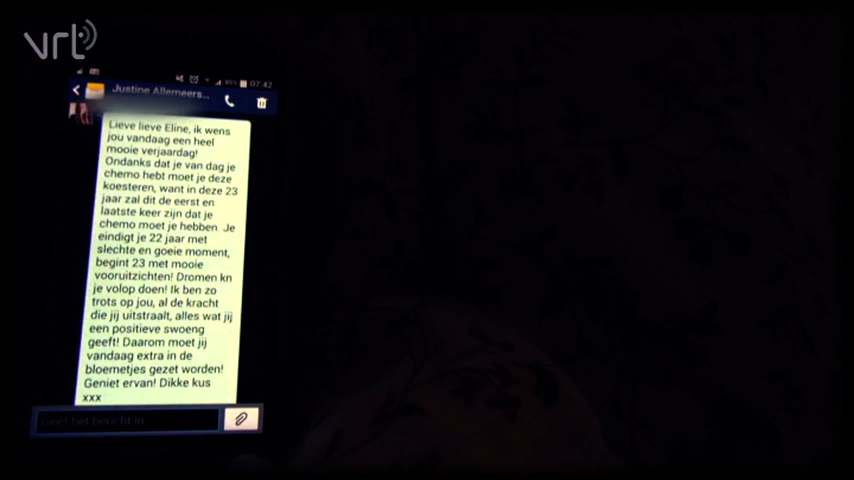 vrt
85% 07:42
Justine Allemeers...
Lieve lieve Eline, ik wens
jou vandaag een heel
mooie verjaardag!
Ondanks dat je van dag je
chemo hebt moet je deze
koesteren, want in deze 23
jaar zal dit de eerst en
laatste keer zijn dat je
chemo moet je hebben. Je
eindigt je 22 jaar met
slechte en goeie moment,
begint 23 met mooie
vooruitzichten! Dromen kn
je volop doen! Ik ben zo
trots op jou, al de kracht
die jij uitstraalt, alles wat jij
een positieve swoeng
geeft! Daarom moet jij
vandaag extra in de
bloemetjes gezet worden!
Geniet ervan! Dikke kus
xxx
Geef het bericht in